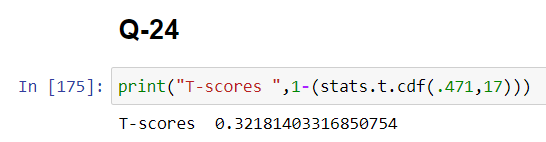 Q-24
In [175]: print("T-scores ",1-(stats.t.cdf(.471,17)))
T-scores  0.32181403316850754